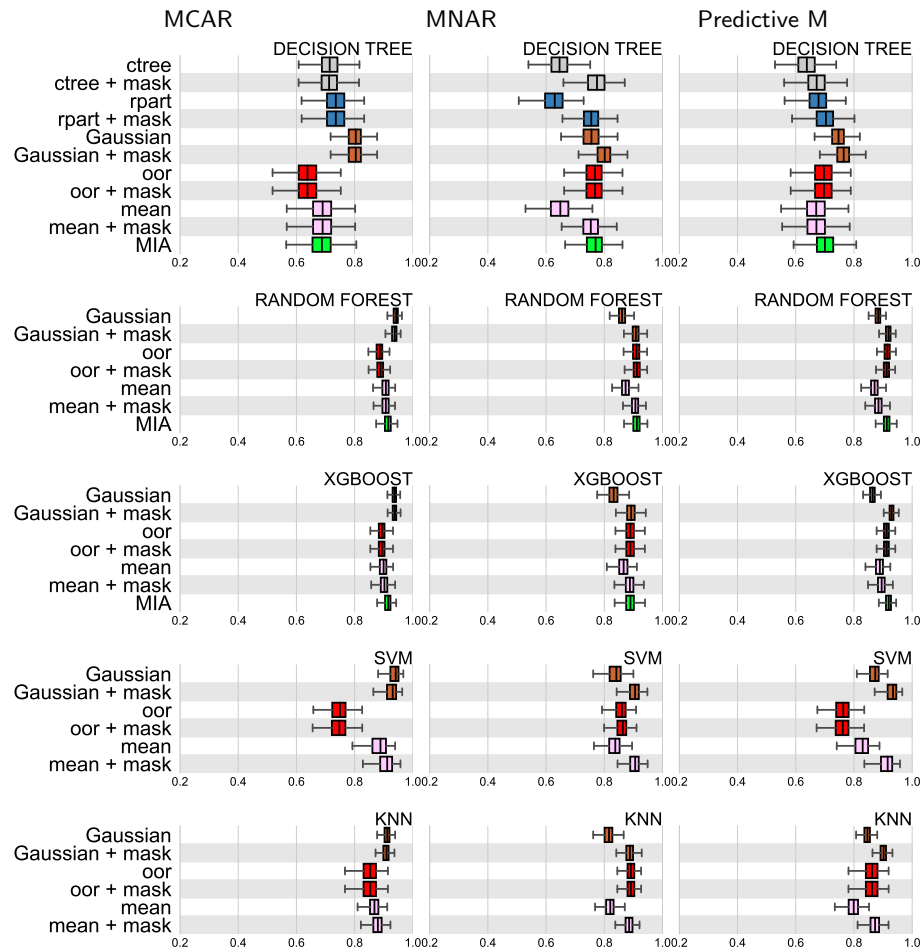 MCAR MNAR Predictive M
DECISION TREE DECISION TREE DECISION TREE
ctree
ctree + mask
rpart
rpart + mask
Gaussian
Gaussian + mask
oor
oor + mask
mean
mean + mask
MIA
0.2 0.4 0.6 0.8 1.0 0.2 0.4 0.6 0.8 1.0 0.2 0.4 0.6 0.8 1.0
RANDOM FOREST RANDOM FOREST RANDOM FOREST
Gaussian
Gaussian + mask
oor
oor + mask
mean
mean + mask
MIA
0.2 0.4 0.6 0.8 1.0 0.2 0.4 0.6 0.8 1.0 0.2 0.4 0.6 0.8 1.0
XGBOOST XGBOOST XGBOOST
Gaussian
Gaussian + mask
oor
oor + mask
mean
mean + mask
MIA
0.2 0.4 0.6 0.8 1.0 0.2 0.4 0.6 0.8 1.0 0.2 0.4 0.6 0.8 1.0
SVM SVM SVM
Gaussian
Gaussian + mask
oor
oor + mask
mean
mean + mask
0.2 0.4 0.6 0.8 1.0 0.2 0.4 0.6 0.8 1.0 0.2 0.4 0.6 0.8 1.0
KNN KNN KNN
Gaussian
Gaussian + mask
oor
oor + mask
mean
mean + mask
0.2 0.4 0.6 0.8 1.0 0.2 0.4 0.6 0.8 1.0 0.2 0.4 0.6 0.8 1.0